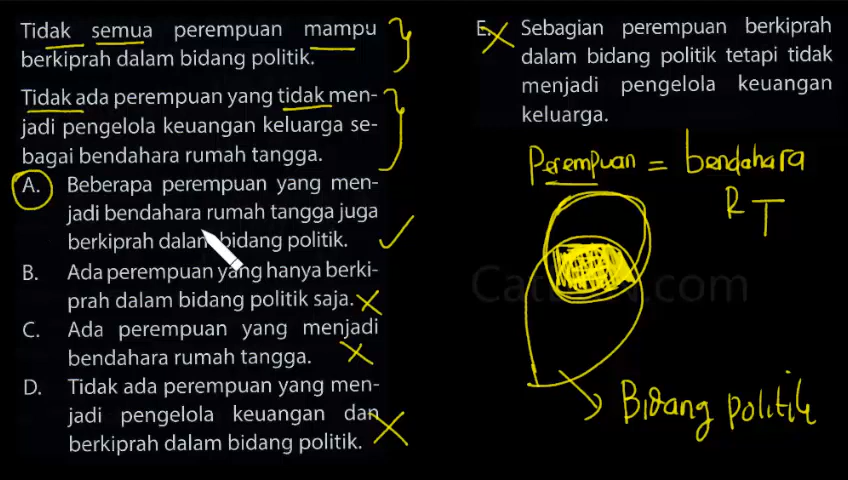 Tidak semua perempuan mampu
berkiprah dalam bidang politik.
Tidak ada perempuan yang tidak men-
jadi pengelola keuangan keluarga se-
bagai bendahara rumah tangga.
A. Beberapa perempuan yang men-
jadi bendahara rumah tangga juga
berkiprah dalam bidang politik.
B. Ada perempuan yang hanya berki-
prah dalam bidang politik saja.
C. Ada perempuan yang menjadi
bendahara rumah tangga.
D. Tidak ada perempuan yang men-
jadi pengelola keuangan dan
berkiprah dalam bidang politik.
E. Sebagian perempuan berkiprah
dalam bidang politik tetapi tidak
menjadi pengelola keuangan
keluarga.
Perempuan = bendahara
RT
Bidang politik